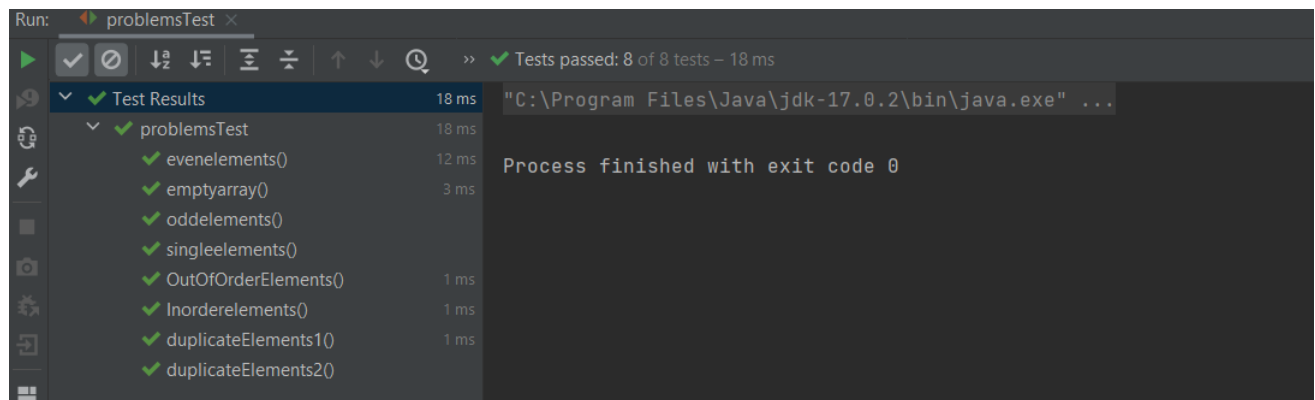 Run: problemsTest ×
Tests passed: 8 of 8 tests – 18 ms
Test Results 18 ms
"C:\Program Files\Java\jdk-17.0.2\bin\java.exe" ...
problemsTest 18 ms
evenelements() 12 ms
Process finished with exit code 0
emptyarray() 3 ms
oddelements()
singleelements()
OutOfOrderElements() 1 ms
Inorderelements() 1 ms
duplicateElements1() 1 ms
duplicateElements2()